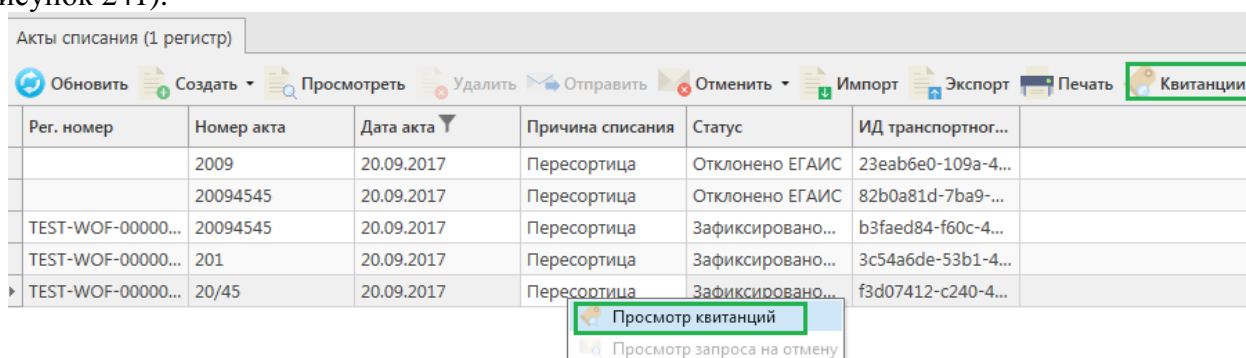 исунок 241).
Акты списания (1 регистр)
Обновить Создать Просмотреть Удалить Отправить Отменить Импорт Экспорт Печать Квитанции
Рег. номер Номер акта Дата акта Причина списания Статус ИД транспортног...
2009 20.09.2017 Пересортица Отклонено ЕГАИС 23eab6e0-109a-4...
20094545 20.09.2017 Пересортица Отклонено ЕГАИС 82b0a81d-7ba9-...
TEST-WOF-00000... 20094545 20.09.2017 Пересортица Зафиксировано... b3faed84-f60c-4...
TEST-WOF-00000... 201 20.09.2017 Пересортица Зафиксировано... 3c54a6de-53b1-4...
TEST-WOF-00000... 20/45 20.09.2017 Пересортица Зафиксировано... f3d07412-c240-4...
Просмотр квитанций
Просмотр запроса на отмену